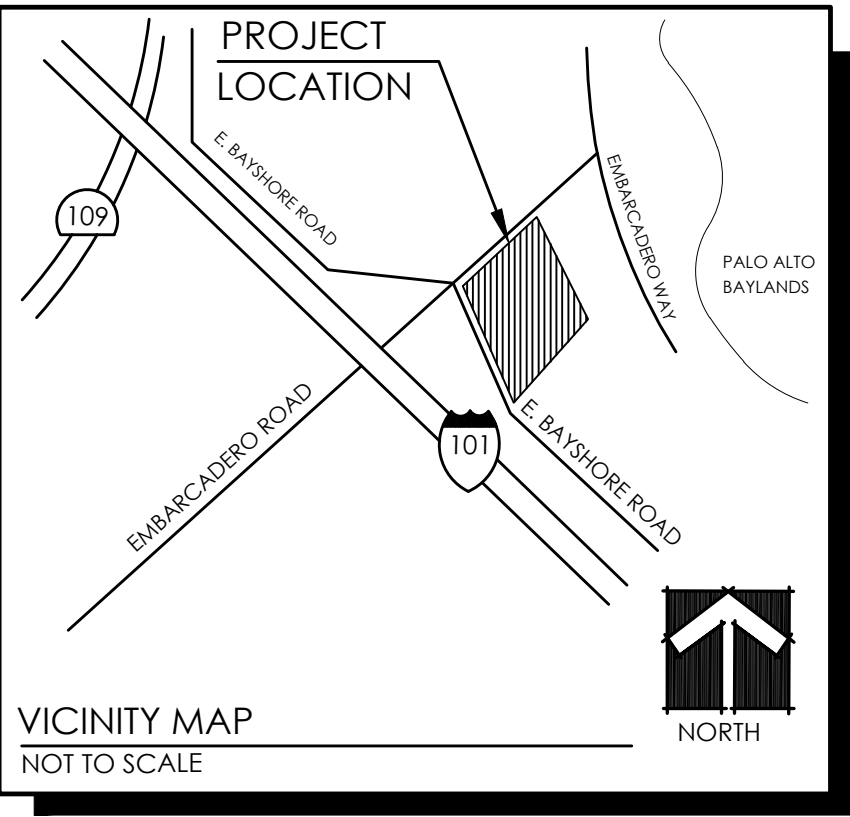 PROJECT
LOCATION
E. BAYSHORE ROAD
109
EMBARCADERO WAY
PALO ALTO
BAYLANDS
EMBARCADERO ROAD
101
E. BAYSHORE ROAD
VICINITY MAP
NOT TO SCALE
NORTH